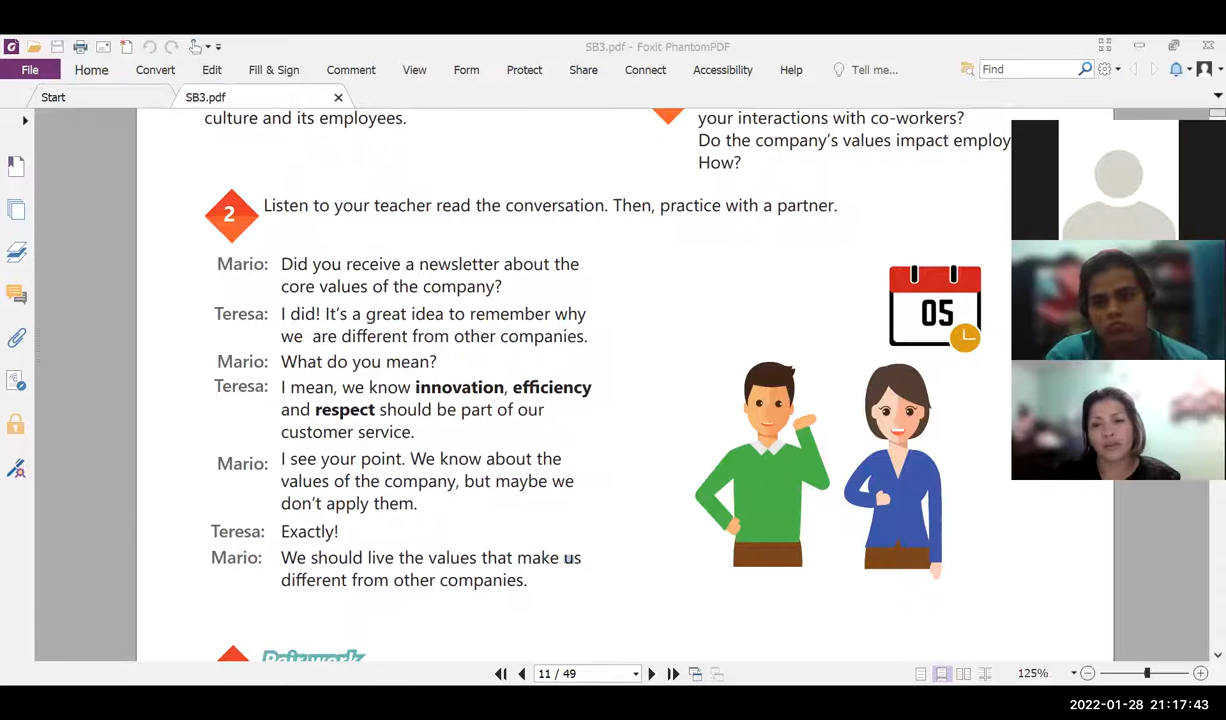 SB3.pdf - Foxit PhantomPDF
File Home Convert Edit Fill & Sign Comment View Form Protect Share Connect Accessibility Help Tell me... Find
Start SB3.pdf
culture and its employees.
your interactions with co-workers?
Do the company's values impact employ
How?
2 Listen to your teacher read the conversation. Then, practice with a partner.
Mario: Did you receive a newsletter about the
core values of the company?
Teresa: I did! It's a great idea to remember why
we are different from other companies.
Mario: What do you mean?
Teresa: I mean, we know innovation, efficiency
and respect should be part of our
customer service.
Mario: I see your point. We know about the
values of the company, but maybe we
don't apply them.
Teresa: Exactly!
Mario: We should live the values that make us
different from other companies.
05
Pair work
11 / 49
125%
2022-01-28 21:17:43